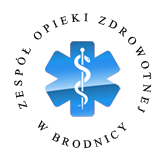 ZESPÓŁ OPIEKI ZDROWOTNEJ
W BRODNICY